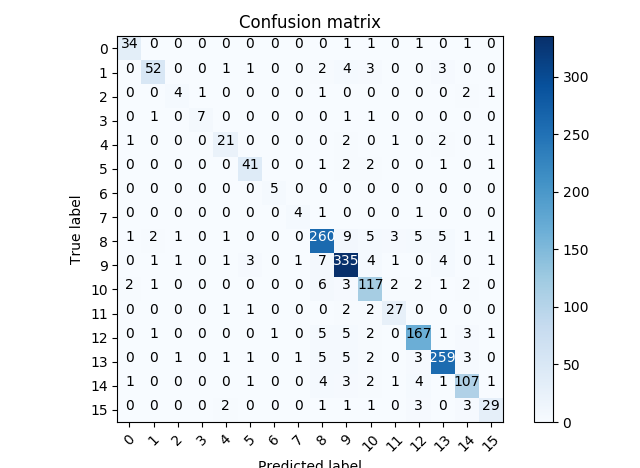 Confusion matrix
True label
0 34 0 0 0 0 0 0 0 0 1 1 0 1 0 1 0
1 0 52 0 0 1 1 0 0 2 4 3 0 0 3 0 0
2 0 0 4 1 0 0 0 0 1 0 0 0 0 0 2 1
3 0 1 0 7 0 0 0 0 0 1 1 0 0 0 0 0
4 1 0 0 0 21 0 0 0 0 2 0 1 0 2 0 1
5 0 0 0 0 0 41 0 0 1 2 2 0 0 1 0 1
6 0 0 0 0 0 0 5 0 0 0 0 0 0 0 0 0
7 0 0 0 0 0 0 0 4 1 0 0 0 1 0 0 0
8 1 2 1 0 1 0 0 0 260 9 5 3 5 5 1 1
9 0 1 1 0 1 3 0 1 7 335 4 1 0 4 0 1
10 2 1 0 0 0 0 0 0 6 3 117 2 2 1 2 0
11 0 0 0 0 1 1 0 0 0 2 2 27 0 0 0 0
12 0 1 0 0 0 0 1 0 5 5 2 0 167 1 3 1
13 0 0 1 0 1 1 0 1 5 5 2 0 3 259 3 0
14 1 0 0 0 0 1 0 0 4 3 2 1 4 1 107 1
15 0 0 0 0 2 0 0 0 1 1 1 0 3 0 3 29
0 1 2 3 4 5 6 7 8 9 10 11 12 13 14 15
Predicted label
300
250
200
150
100
50
0